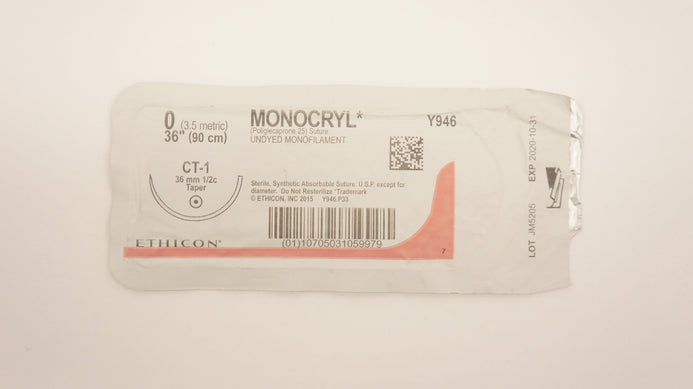 0 (3.5 metric)
36" (90 cm)
MONOCRYL*
(Poliglecaprone 25) Suture
UNDYED MONOFILAMENT
Y946
CT-1
36 mm 1/2c
Taper
Sterile, Synthetic Absorbable Suture. U.S.P. except for
diameter. Do Not Resterilize *Trademark
© ETHICON, INC 2015 Y946.P33
(01)10705031059979
ETHICON*
7
LOT JM5205 EXP 2020-10-31